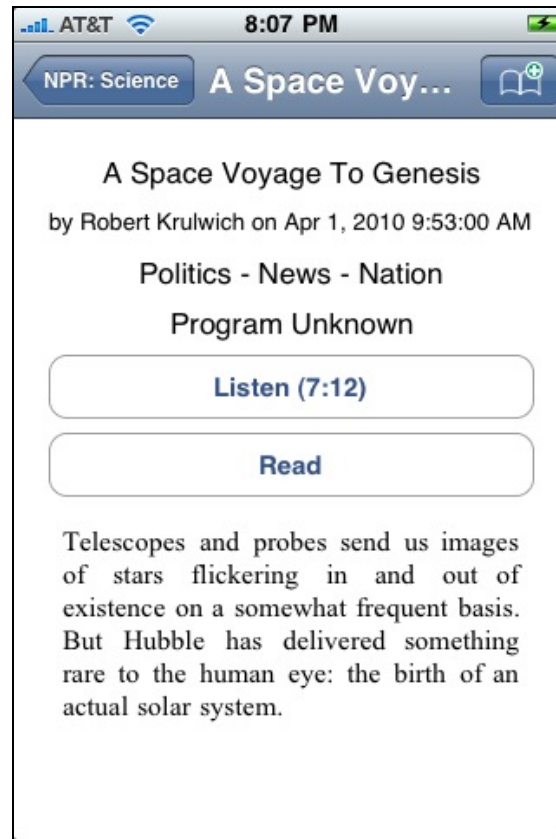 AT&T 8:07 PM
NPR: Science A Space Voy...
A Space Voyage To Genesis
by Robert Krulwich on Apr 1, 2010 9:53:00 AM
Politics - News - Nation
Program Unknown
Listen (7:12)
Read
Telescopes and probes send us images
of stars flickering in and out of
existence on a somewhat frequent basis.
But Hubble has delivered something
rare to the human eye: the birth of an
actual solar system.